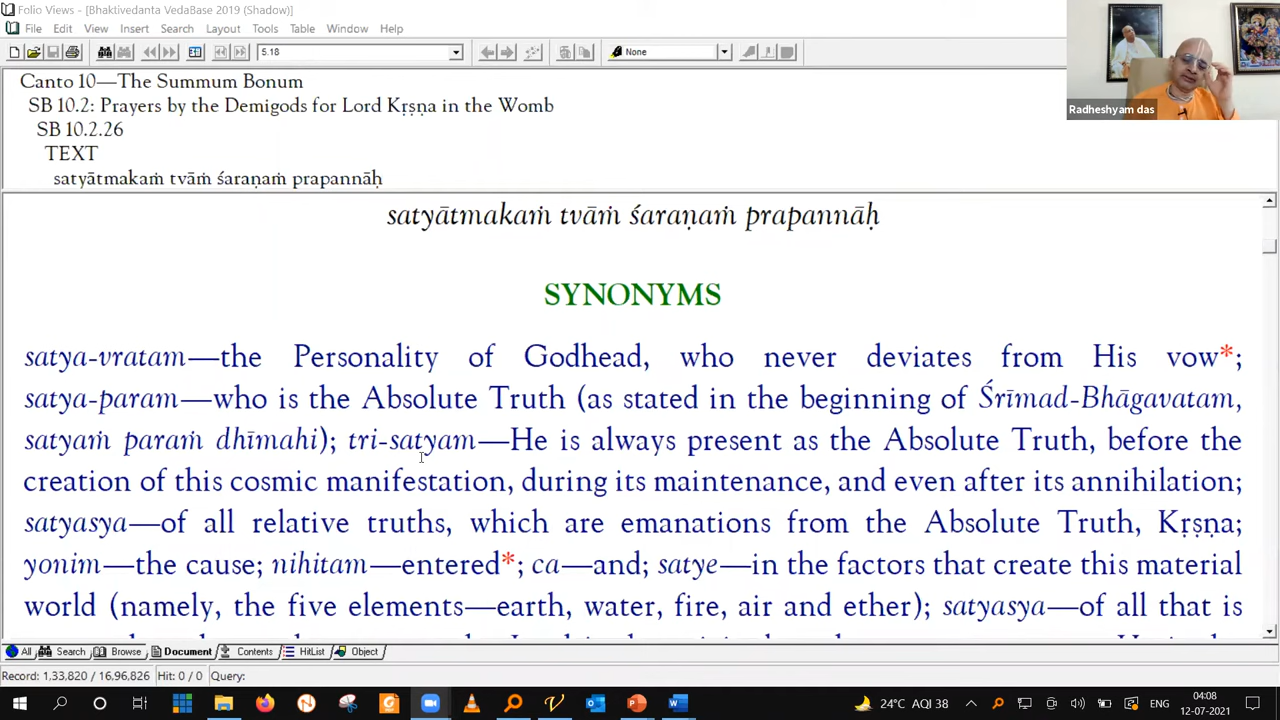 Folio Views - [Bhaktivedanta VedaBase 2019 (Shadow)]
File Edit View Insert Search Layout Tools Table Window Help
5.18 None
Canto 10—The Summum Bonum
SB 10.2: Prayers by the Demigods for Lord Kṛṣṇa in the Womb
SB 10.2.26
TEXT
satyātmakaṁ tvāṁ śaraṇaṁ prapannāḥ
Radheshyam das
satyātmakaṁ tvāṁ śaraṇaṁ prapannāḥ
SYNONYMS
satya-vratam—the Personality of Godhead, who never deviates from His vow*;
satya-param—who is the Absolute Truth (as stated in the beginning of Śrīmad-Bhāgavatam,
satyaṁ paraṁ dhīmahi); tri-satyam—He is always present as the Absolute Truth, before the
creation of this cosmic manifestation, during its maintenance, and even after its annihilation;
satyasya—of all relative truths, which are emanations from the Absolute Truth, Kṛṣṇa;
yonim—the cause; nihitam—entered*; ca—and; satye—in the factors that create this material
world (namely, the five elements—earth, water, fire, air and ether); satyasya—of all that is
All Search Browse Document Contents HitList Object
Record: 1,33,820 / 16,96,826 Hit: 0 / 0 Query:
24°C AQI 38 ENG 04:08
12-07-2021